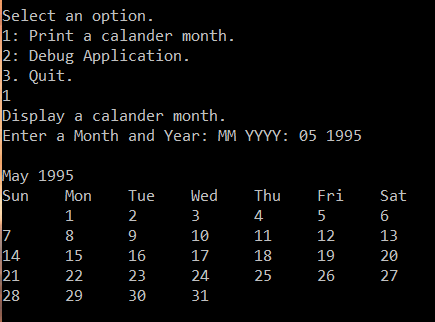 Select an option.
1: Print a calander month.
2: Debug Application.
3. Quit.
1
Display a calander month.
Enter a Month and Year: MM YYYY: 05 1995
May 1995
Sun Mon Tue Wed Thu Fri Sat
1 2 3 4 5 6
7 8 9 10 11 12 13
14 15 16 17 18 19 20
21 22 23 24 25 26 27
28 29 30 31